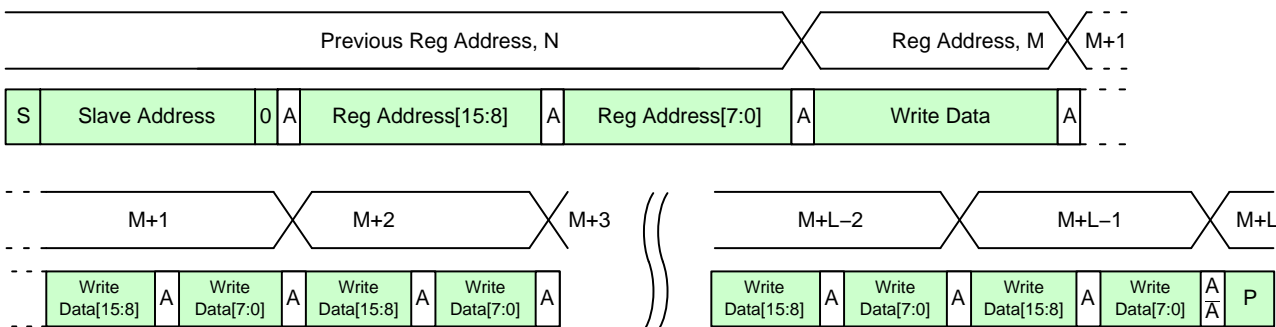 Previous Reg Address, N Reg Address, M M+1
S Slave Address 0 A Reg Address[15:8] A Reg Address[7:0] A Write Data A
M+1 M+2 M+3 M+L−2 M+L−1 M+L
Write Data[15:8] A Write Data[7:0] A Write Data[15:8] A Write Data[7:0] A Write Data[15:8] A Write Data[7:0] A Write Data[15:8] A Write Data[7:0] A A̅ P